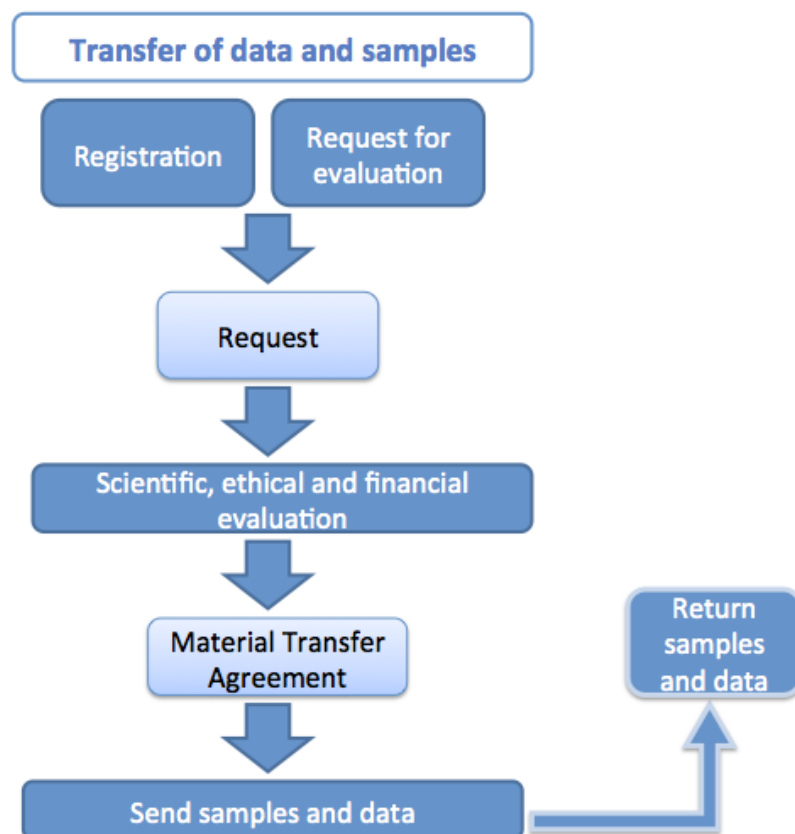 Transfer of data and samples
Registration
Request for
evaluation
Request
Scientific, ethical and financial
evaluation
Material Transfer
Agreement
Return
samples
and data
Send samples and data